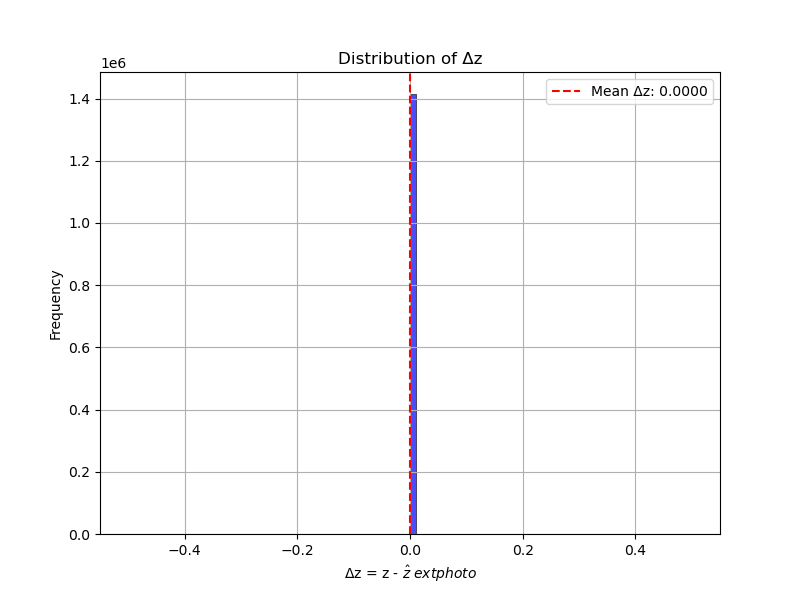 Distribution of Δz
1e6
Mean Δz: 0.0000
1.4
1.2
1.0
0.8
0.6
0.4
0.2
0.0
Frequency
−0.4 −0.2 0.0 0.2 0.4
Δz = z - ẑ extphoto